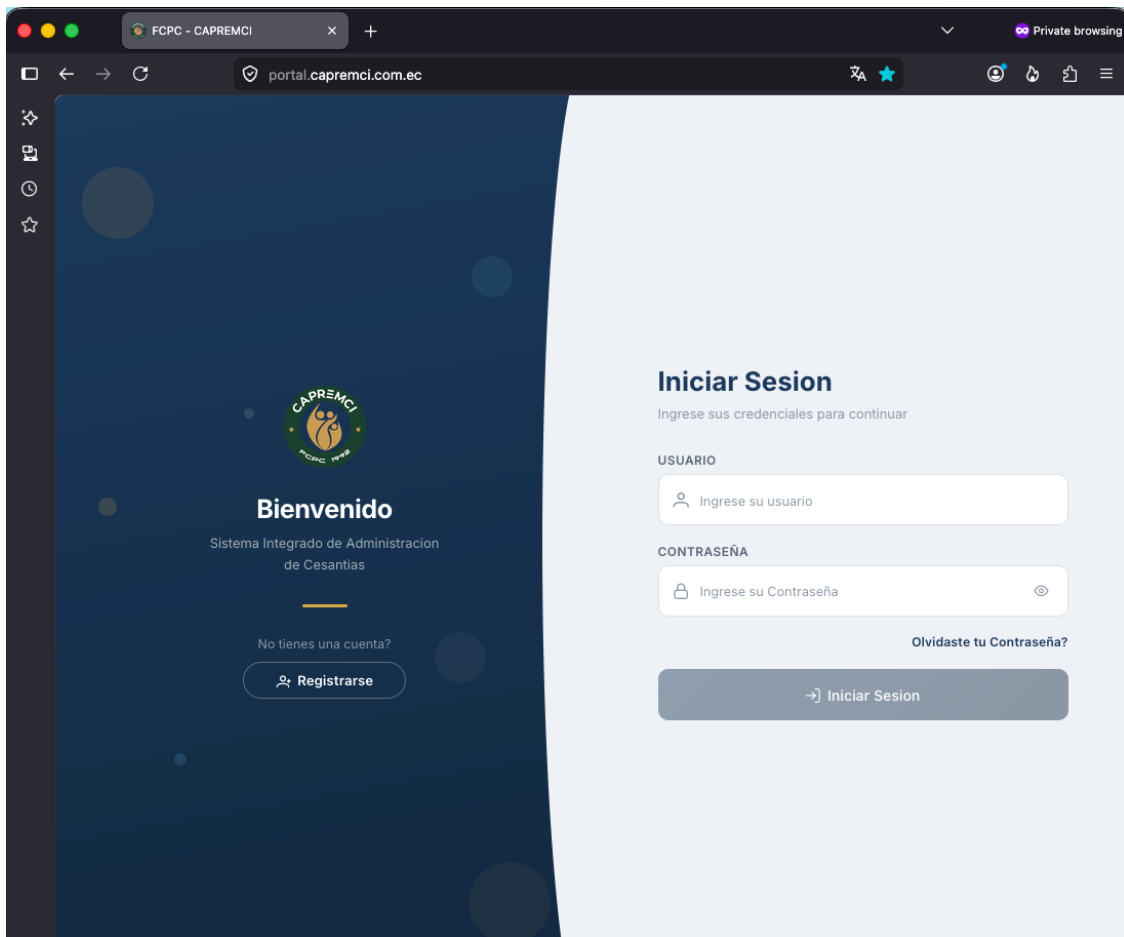 FCPC - CAPREMCI
Private browsing
portal.capremci.com.ec
CAPREMCI
FCPC 1992
Bienvenido
Sistema Integrado de Administracion
de Cesantias
No tienes una cuenta?
Registrarse
Iniciar Sesion
Ingrese sus credenciales para continuar
USUARIO
Ingrese su usuario
CONTRASEÑA
Ingrese su Contraseña
Olvidaste tu Contraseña?
Iniciar Sesion